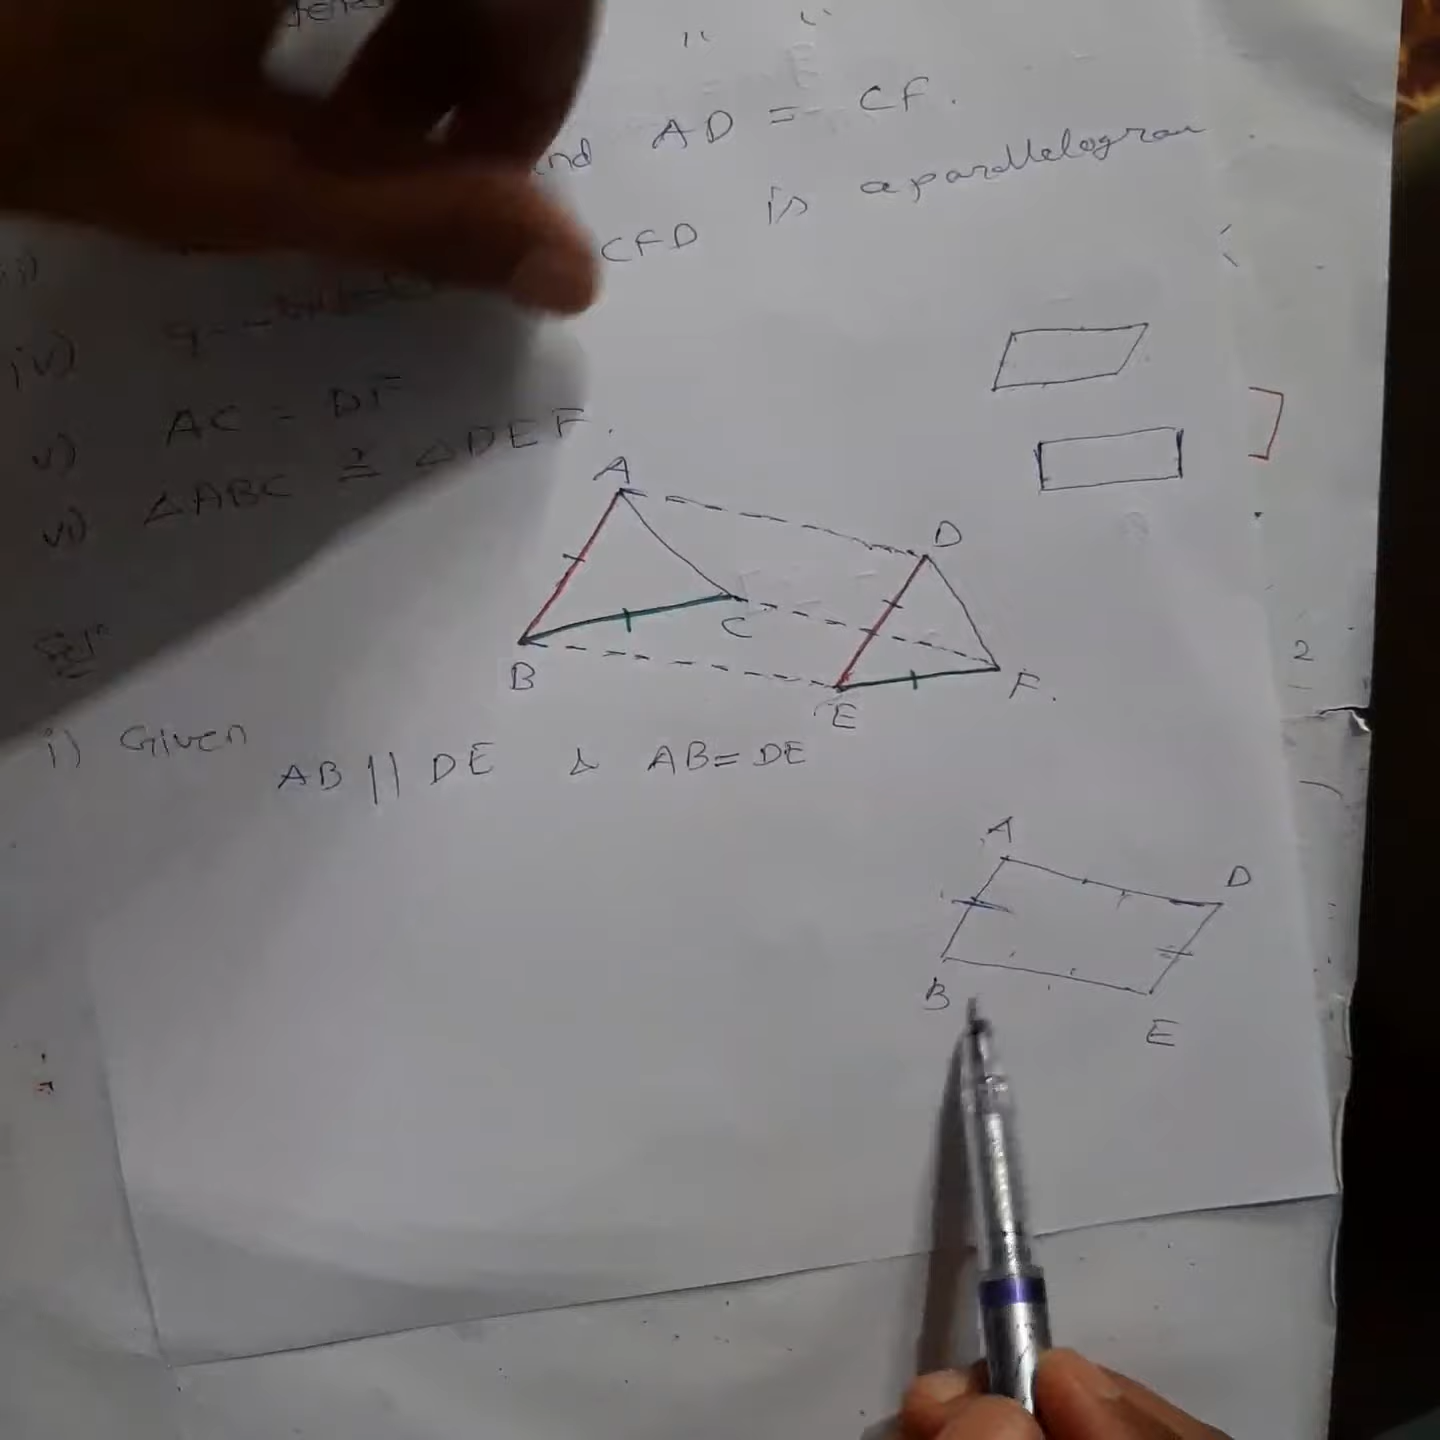 " "
and AD = CF.
CFD is a parallelogram
iv)
v) AC = DF
vi) △ABC ≅ △DEF.
A
D
C
B
F.
E
2
Sol^n
i) Given
AB || DE & AB = DE
A
D
B
E